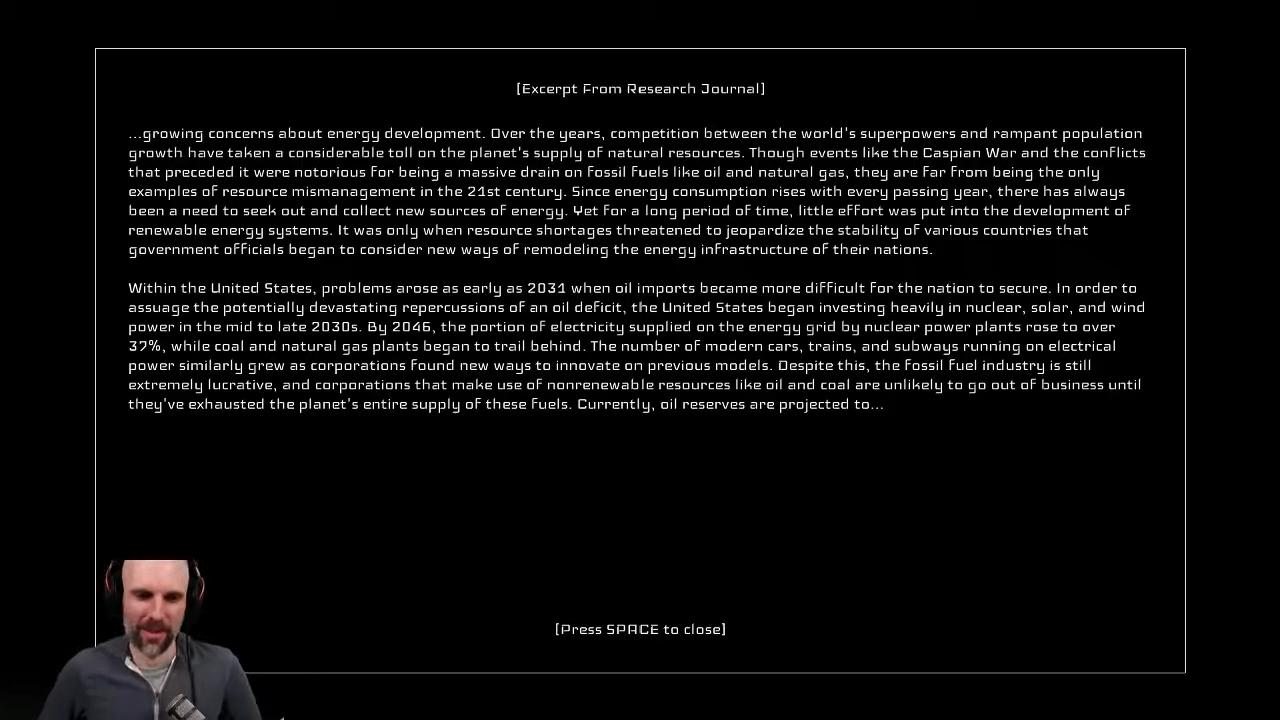 [Excerpt From Research Journal]
...growing concerns about energy development. Over the years, competition between the world's superpowers and rampant population
growth have taken a considerable toll on the planet's supply of natural resources. Though events like the Caspian War and the conflicts
that preceded it were notorious for being a massive drain on fossil fuels like oil and natural gas, they are far from being the only
examples of resource mismanagement in the 21st century. Since energy consumption rises with every passing year, there has always
been a need to seek out and collect new sources of energy. Yet for a long period of time, little effort was put into the development of
renewable energy systems. It was only when resource shortages threatened to jeopardize the stability of various countries that
government officials began to consider new ways of remodeling the energy infrastructure of their nations.
Within the United States, problems arose as early as 2031 when oil imports became more difficult for the nation to secure. In order to
assuage the potentially devastating repercussions of an oil deficit, the United States began investing heavily in nuclear, solar, and wind
power in the mid to late 2030s. By 2046, the portion of electricity supplied on the energy grid by nuclear power plants rose to over
37%, while coal and natural gas plants began to trail behind. The number of modern cars, trains, and subways running on electrical
power similarly grew as corporations found new ways to innovate on previous models. Despite this, the fossil fuel industry is still
extremely lucrative, and corporations that make use of nonrenewable resources like oil and coal are unlikely to go out of business until
they've exhausted the planet's entire supply of these fuels. Currently, oil reserves are projected to...
[Press SPACE to close]